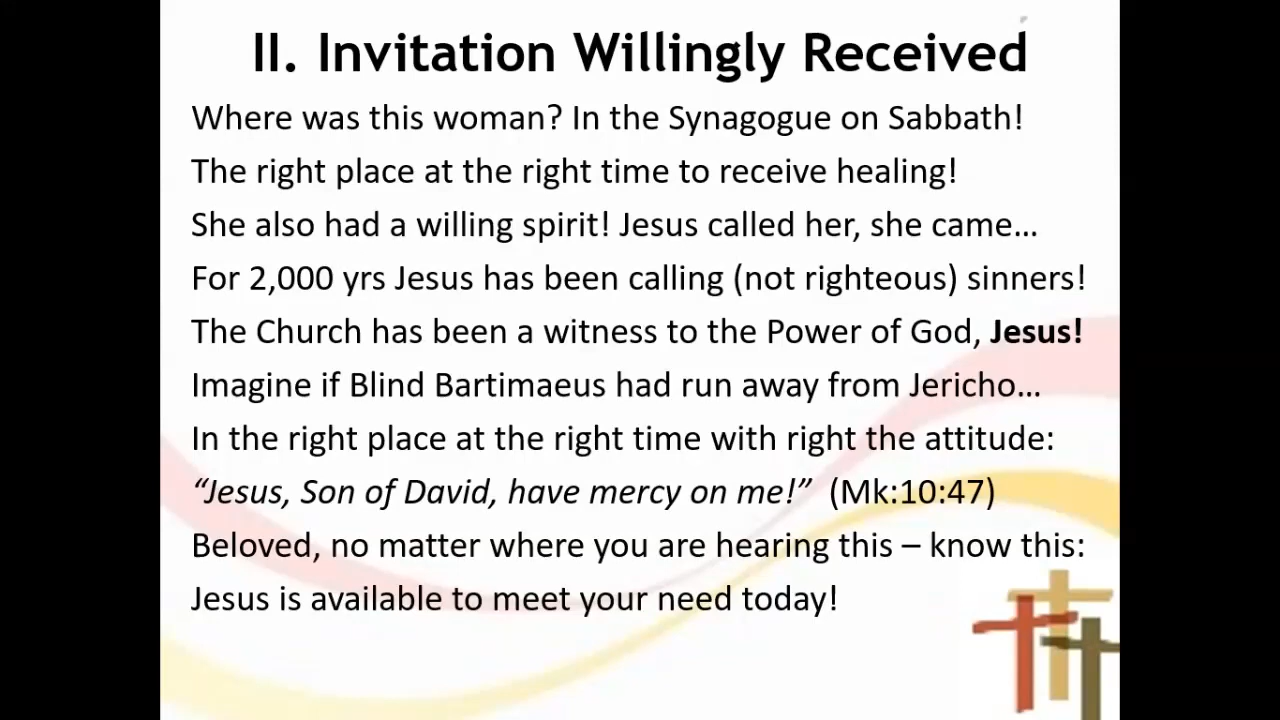 II. Invitation Willingly Received
Where was this woman? In the Synagogue on Sabbath!
The right place at the right time to receive healing!
She also had a willing spirit! Jesus called her, she came…
For 2,000 yrs Jesus has been calling (not righteous) sinners!
The Church has been a witness to the Power of God, Jesus!
Imagine if Blind Bartimaeus had run away from Jericho…
In the right place at the right time with right the attitude:
“Jesus, Son of David, have mercy on me!” (Mk:10:47)
Beloved, no matter where you are hearing this – know this:
Jesus is available to meet your need today!